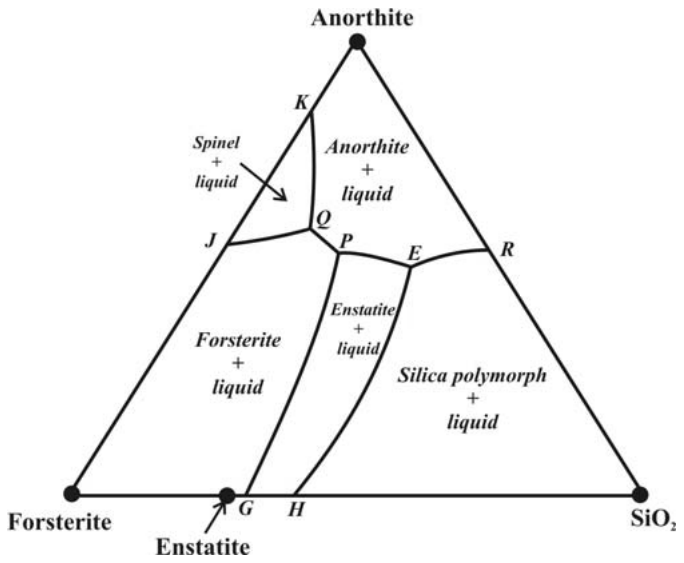 Anorthite
K
Spinel
+
liquid
Anorthite
+
liquid
Q
J
P
E
R
Enstatite
+
liquid
Forsterite
+
liquid
Silica polymorph
+
liquid
G
H
Forsterite
SiO₂
Enstatite